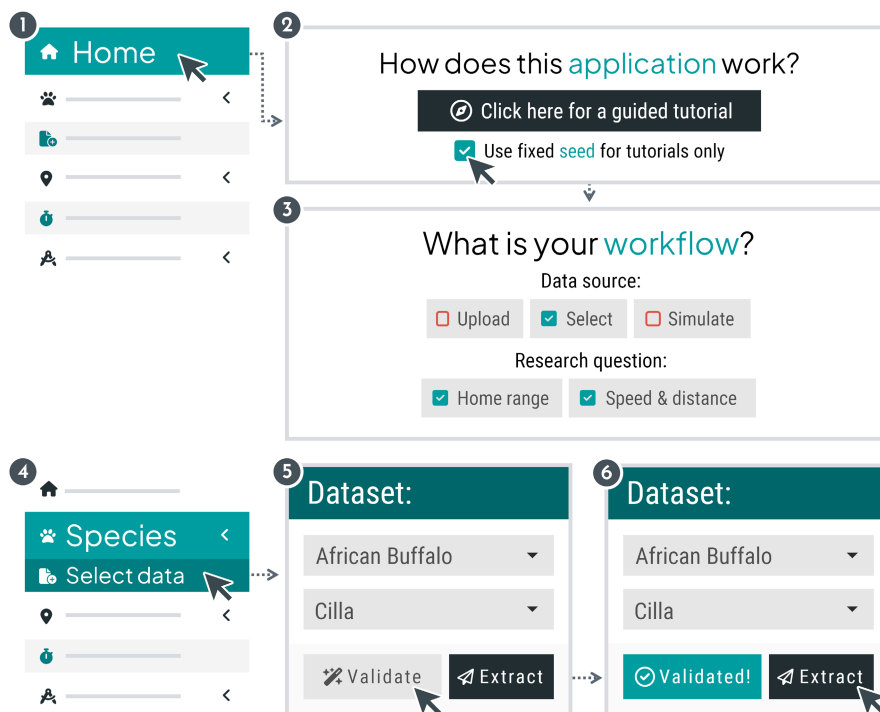 1
Home
2
How does this application work?
Click here for a guided tutorial
Use fixed seed for tutorials only
3
What is your workflow?
Data source:
Upload Select Simulate
Research question:
Home range Speed & distance
4
Species
Select data
5
Dataset:
African Buffalo
Cilla
Validate Extract
6
Dataset:
African Buffalo
Cilla
Validated! Extract